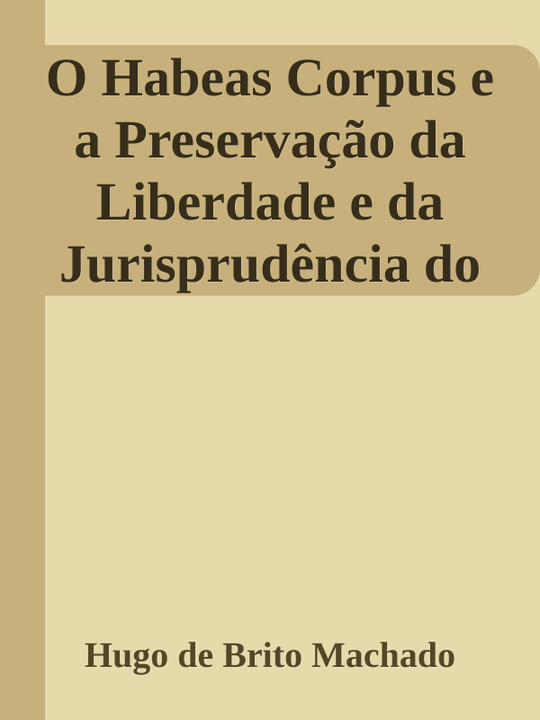 O Habeas Corpus e
a Preservação da
Liberdade e da
Jurisprudência do
Hugo de Brito Machado